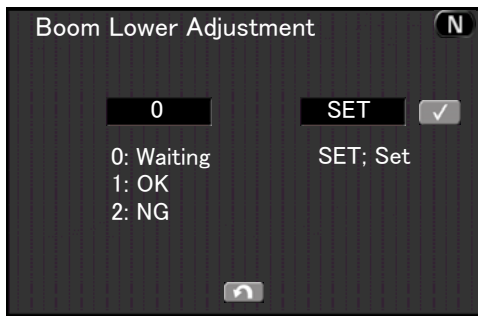 Boom Lower Adjustment N
0 SET
0: Waiting SET; Set
1: OK
2: NG